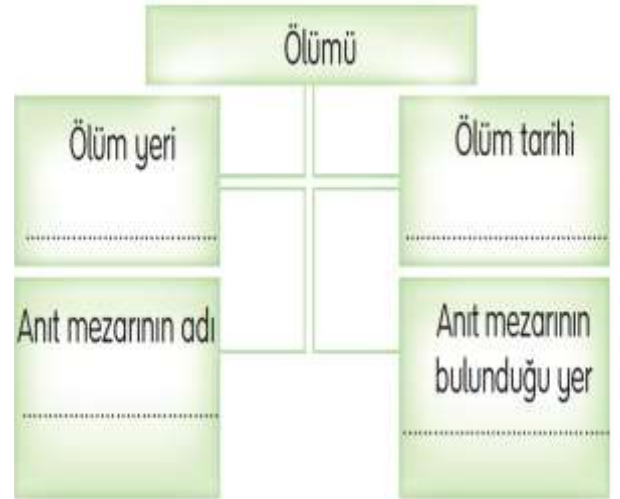 Ölümü
Ölüm yeri
Ölüm tarihi
Anıt mezarının adı
Anıt mezarının
bulunduğu yer